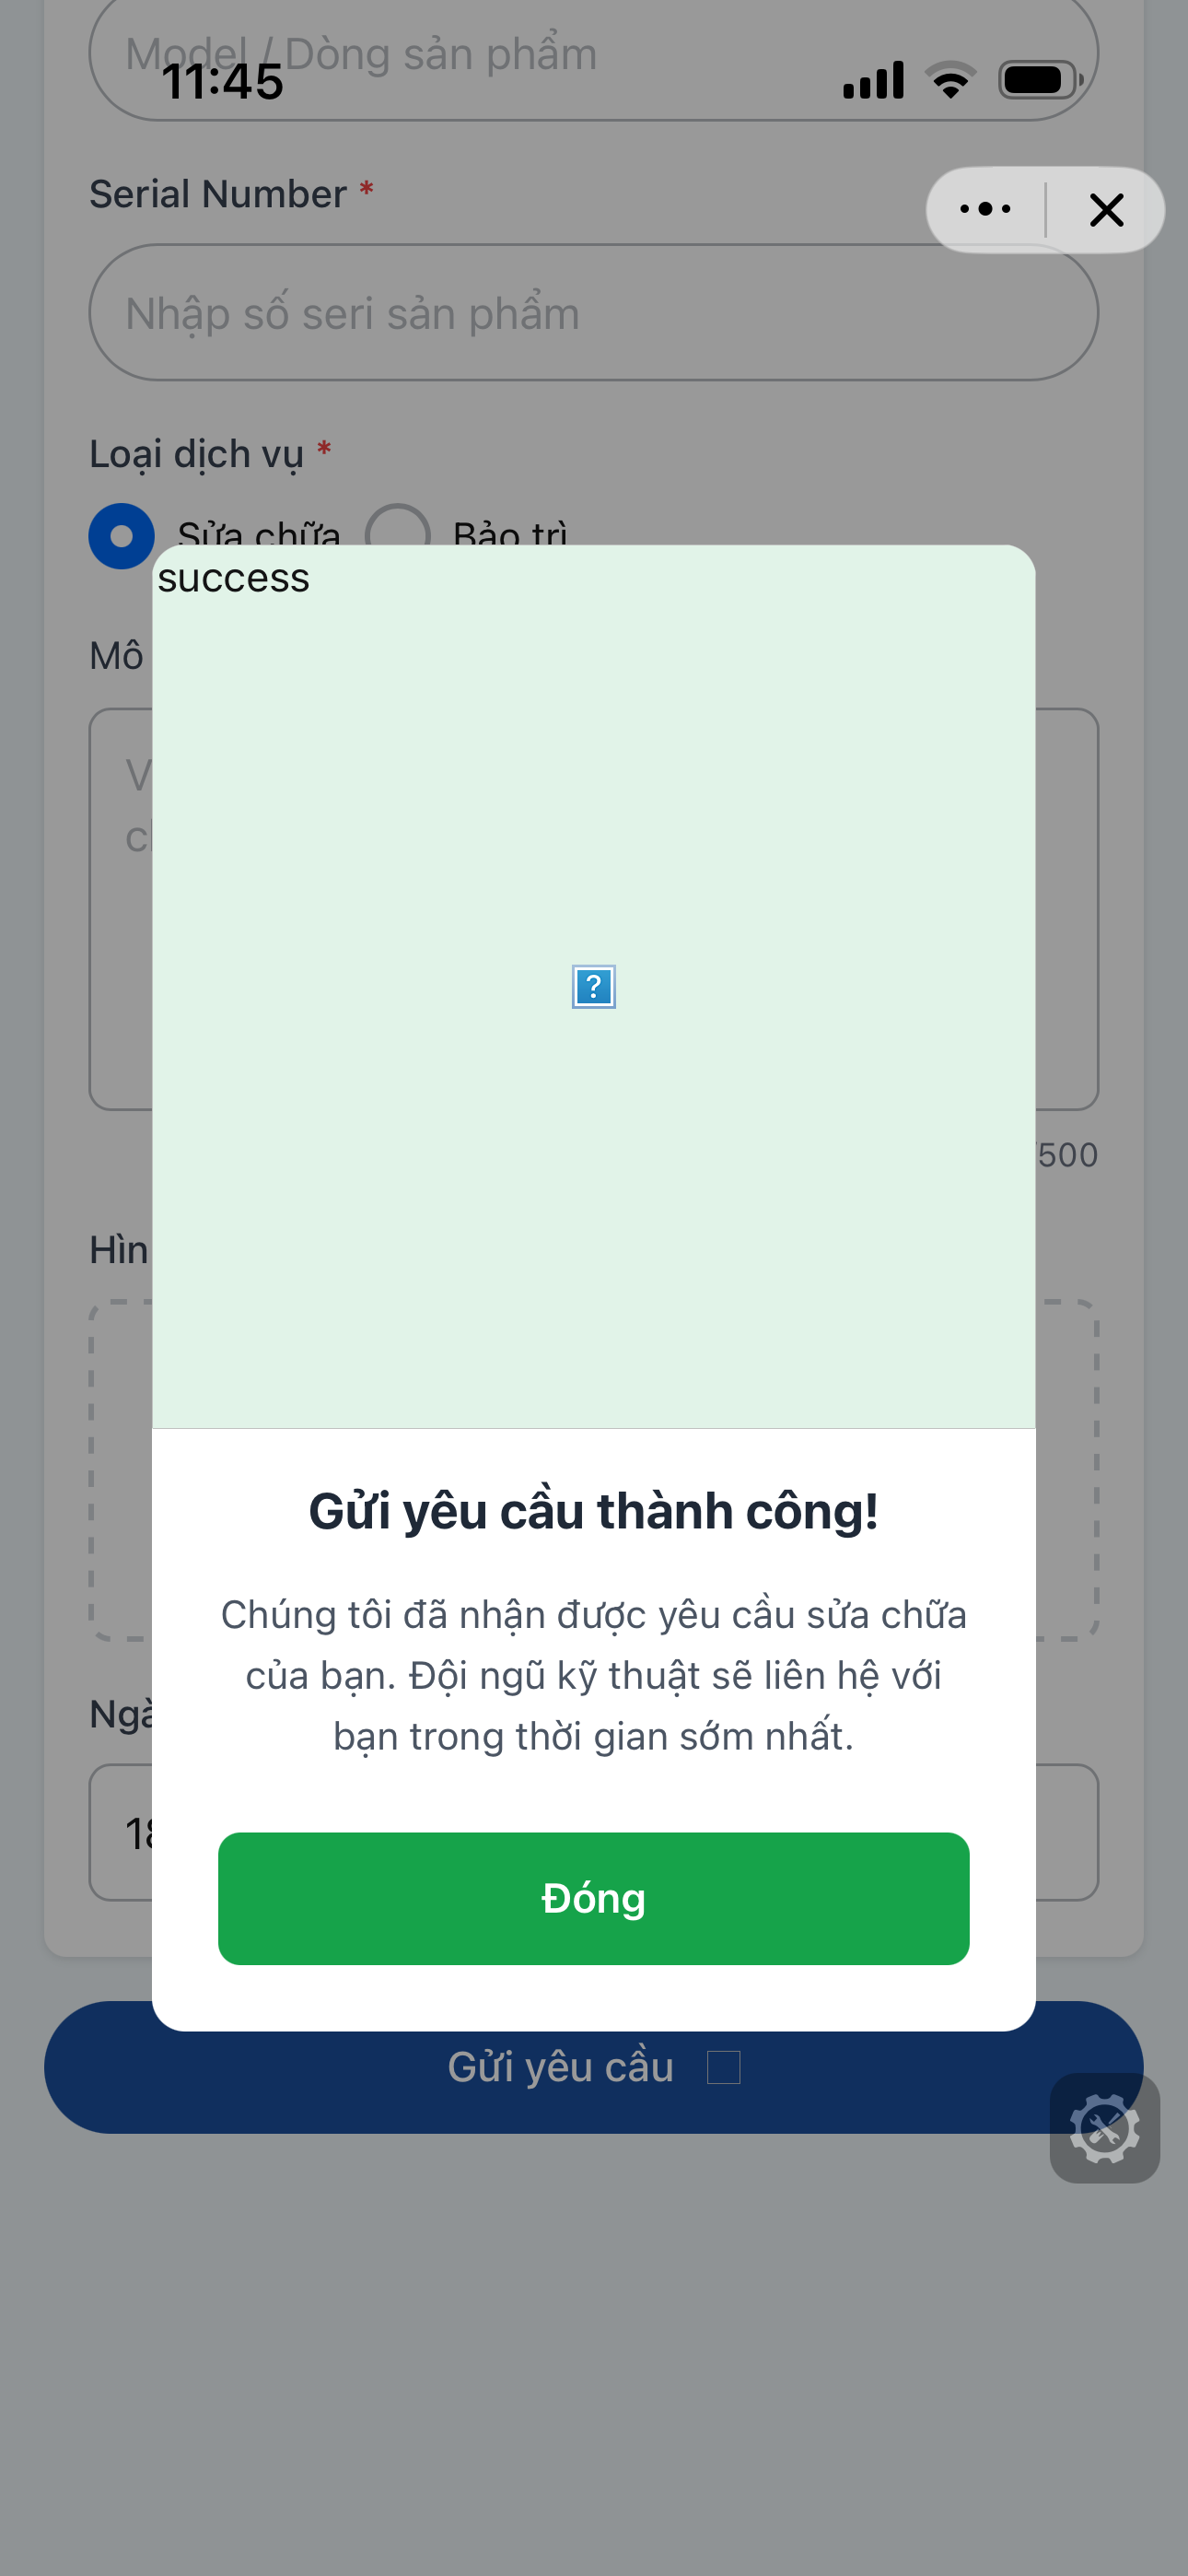 Model / Dòng sản phẩm
11:45
Serial Number *
Nhập số seri sản phẩm
Loại dịch vụ *
Sửa chữa Bảo trì
success
Mô
/500
Gửi yêu cầu thành công!
Chúng tôi đã nhận được yêu cầu sửa chữa
của bạn. Đội ngũ kỹ thuật sẽ liên hệ với
bạn trong thời gian sớm nhất.
Đóng
Gửi yêu cầu